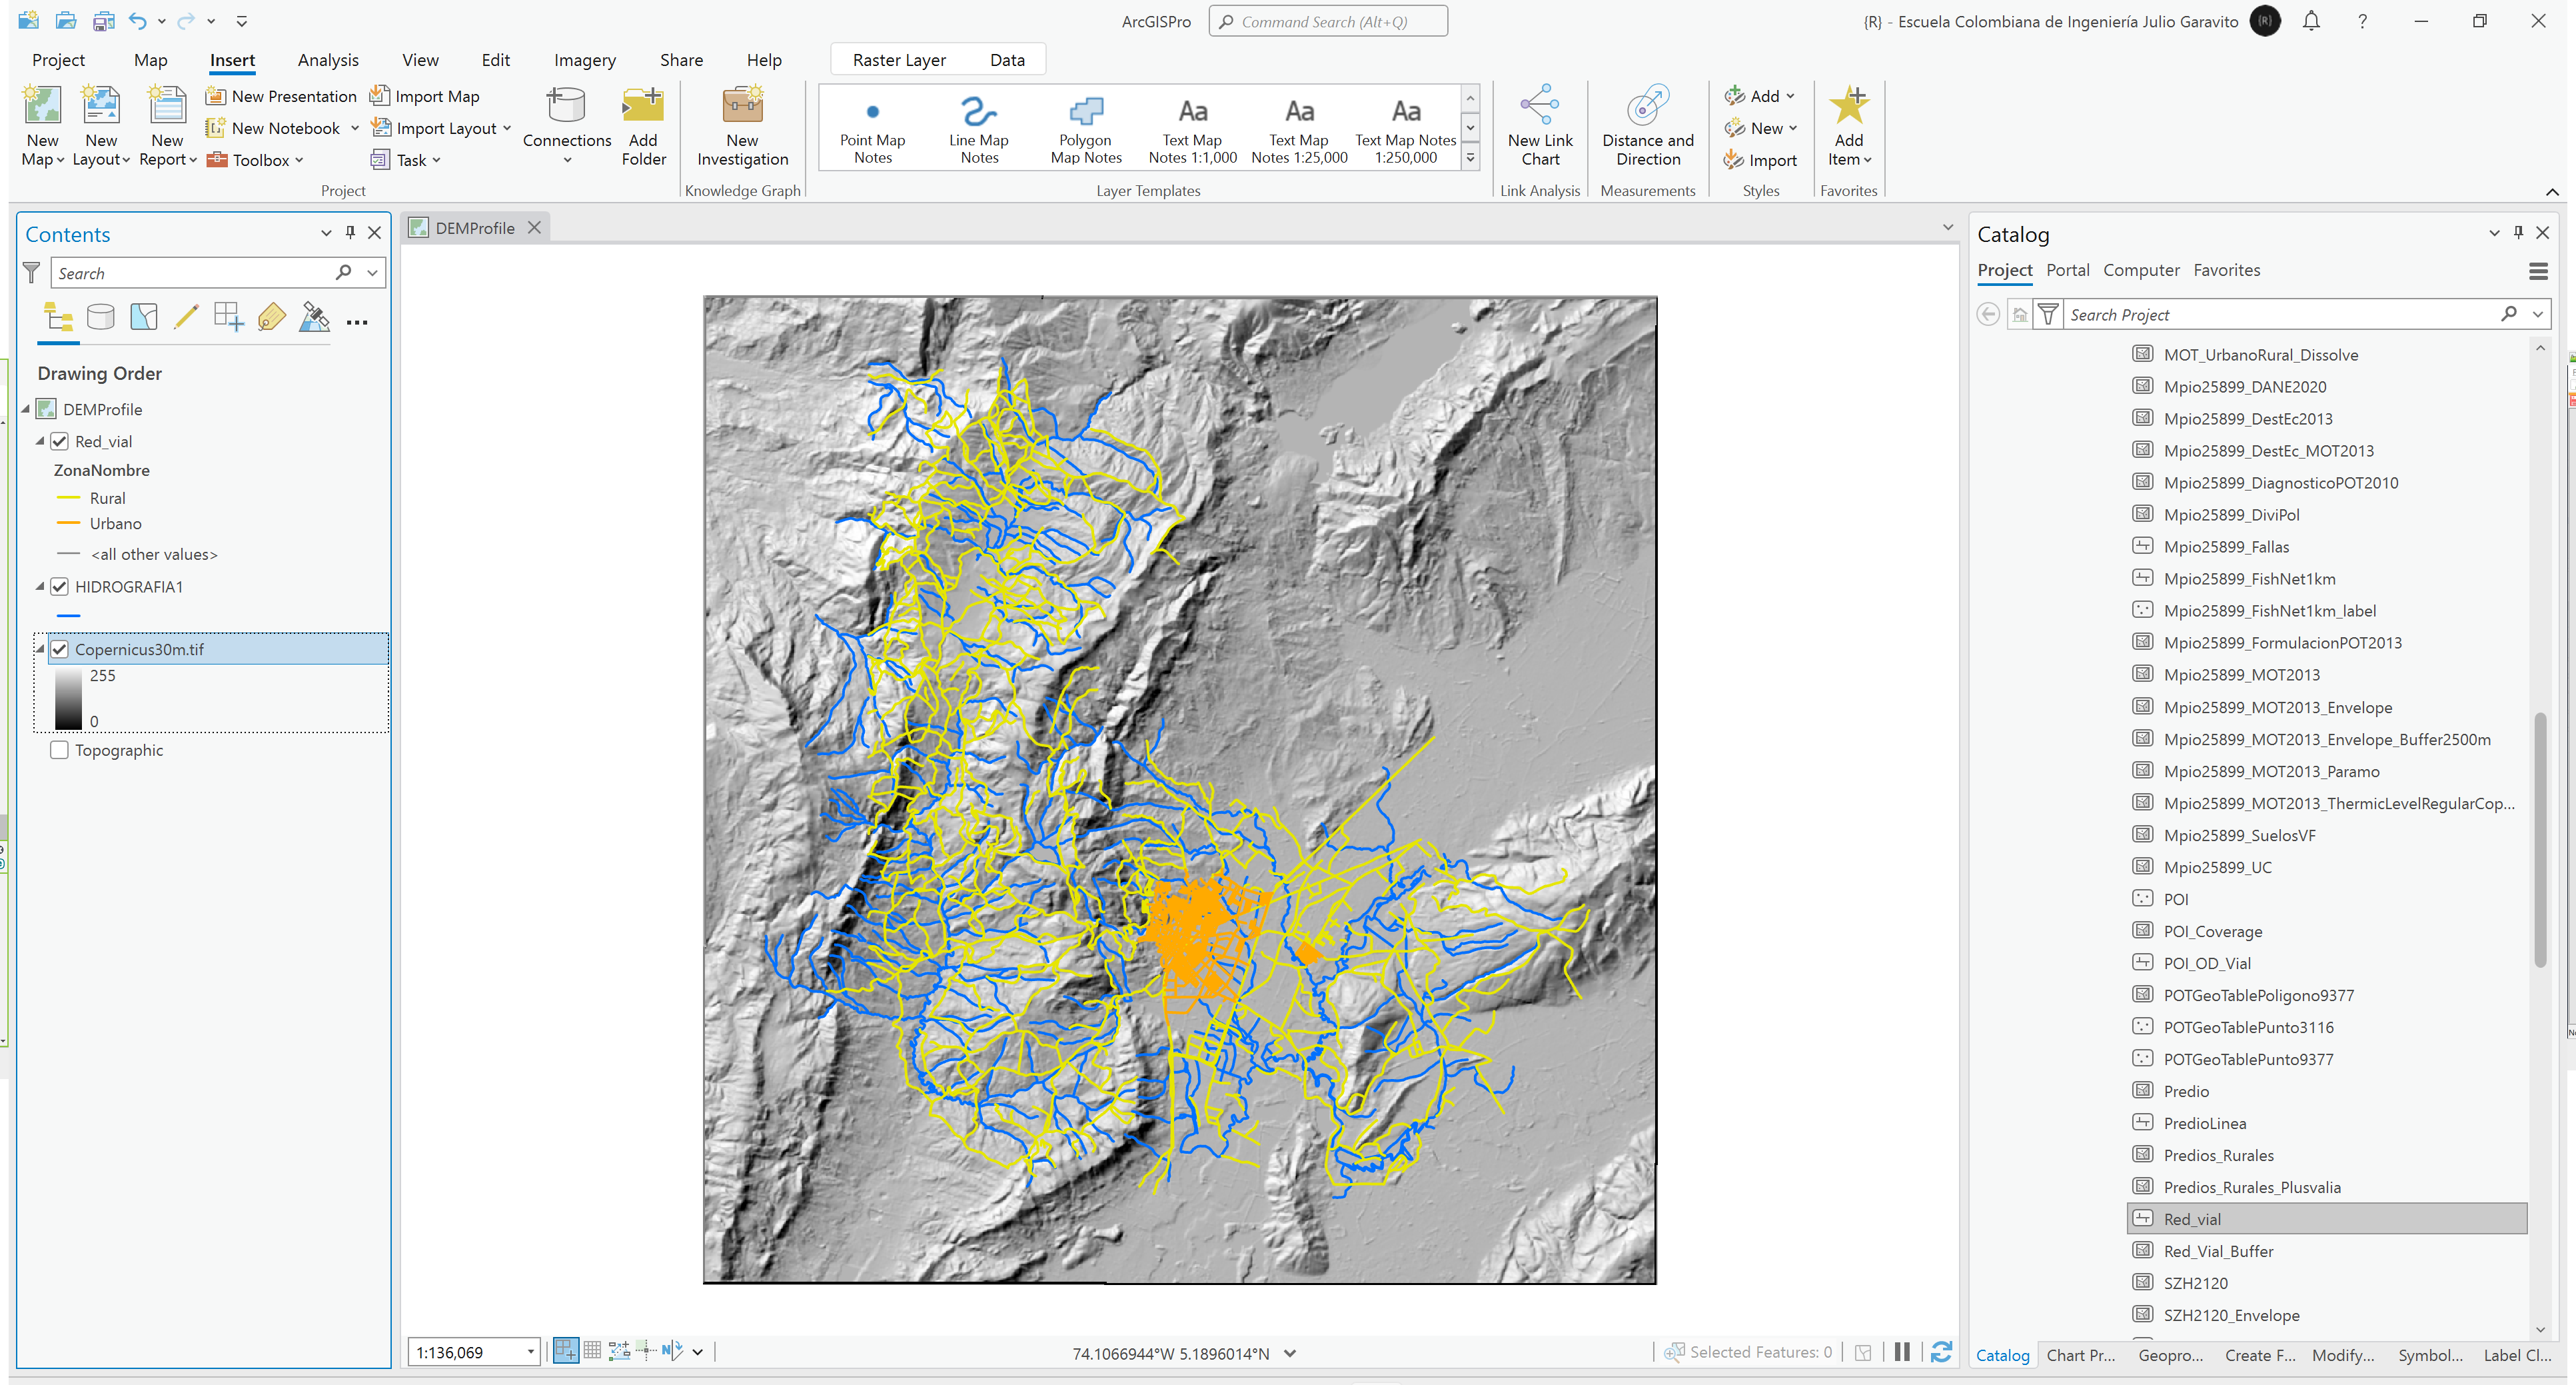 ArcGISPro
Command Search (Alt+Q)
{R} - Escuela Colombiana de Ingeniería Julio Garavito
{R}
?
Project Map Insert Analysis View Edit Imagery Share Help Raster Layer Data
New Map
New Layout
New Report
New Presentation
New Notebook
Toolbox
Import Map
Import Layout
Task
Connections
Add Folder
Project
New Investigation
Knowledge Graph
Point Map Notes
Line Map Notes
Polygon Map Notes
Aa
Text Map Notes 1:1,000
Aa
Text Map Notes 1:25,000
Aa
Text Map Notes 1:250,000
Layer Templates
New Link Chart
Link Analysis
Distance and Direction
Measurements
Add
New
Import
Styles
Add Item
Favorites
Contents
Search
Drawing Order
DEMProfile
Red_vial
ZonaNombre
Rural
Urbano
<all other values>
HIDROGRAFIA1
Copernicus30m.tif
255
0
Topographic
DEMProfile
1:136,069
N
74.1066944°W 5.1896014°N
Selected Features: 0
Catalog
Project Portal Computer Favorites
Search Project
MOT_UrbanoRural_Dissolve
Mpio25899_DANE2020
Mpio25899_DestEc2013
Mpio25899_DestEc_MOT2013
Mpio25899_DiagnosticoPOT2010
Mpio25899_DiviPol
Mpio25899_Fallas
Mpio25899_FishNet1km
Mpio25899_FishNet1km_label
Mpio25899_FormulacionPOT2013
Mpio25899_MOT2013
Mpio25899_MOT2013_Envelope
Mpio25899_MOT2013_Envelope_Buffer2500m
Mpio25899_MOT2013_Paramo
Mpio25899_MOT2013_ThermicLevelRegularCop...
Mpio25899_SuelosVF
Mpio25899_UC
POI
POI_Coverage
POI_OD_Vial
POTGeoTablePoligono9377
POTGeoTablePunto3116
POTGeoTablePunto9377
Predio
PredioLinea
Predios_Rurales
Predios_Rurales_Plusvalia
Red_vial
Red_Vial_Buffer
SZH2120
SZH2120_Envelope
Catalog Chart Pr... Geopro... Create F... Modify... Symbol... Label Cl...